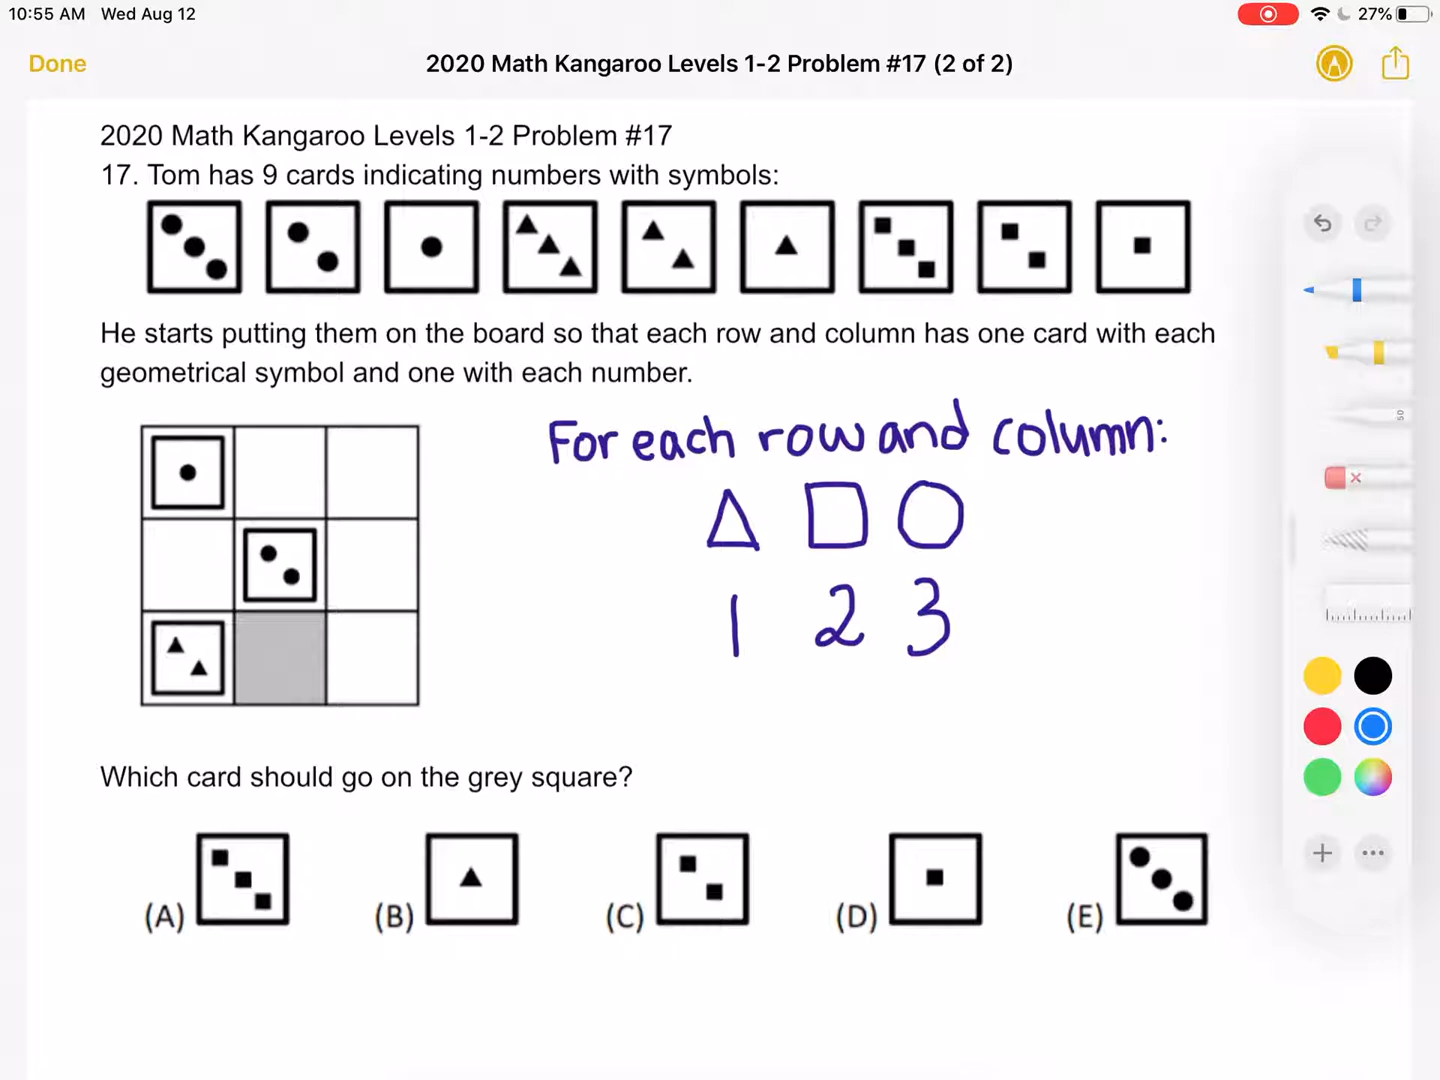 10:55 AM Wed Aug 12
27%
Done
2020 Math Kangaroo Levels 1-2 Problem #17 (2 of 2)
2020 Math Kangaroo Levels 1-2 Problem #17
17. Tom has 9 cards indicating numbers with symbols:
He starts putting them on the board so that each row and column has one card with each
geometrical symbol and one with each number.
For each row and column:
1 2 3
50
Which card should go on the grey square?
(A) (B) (C) (D) (E)